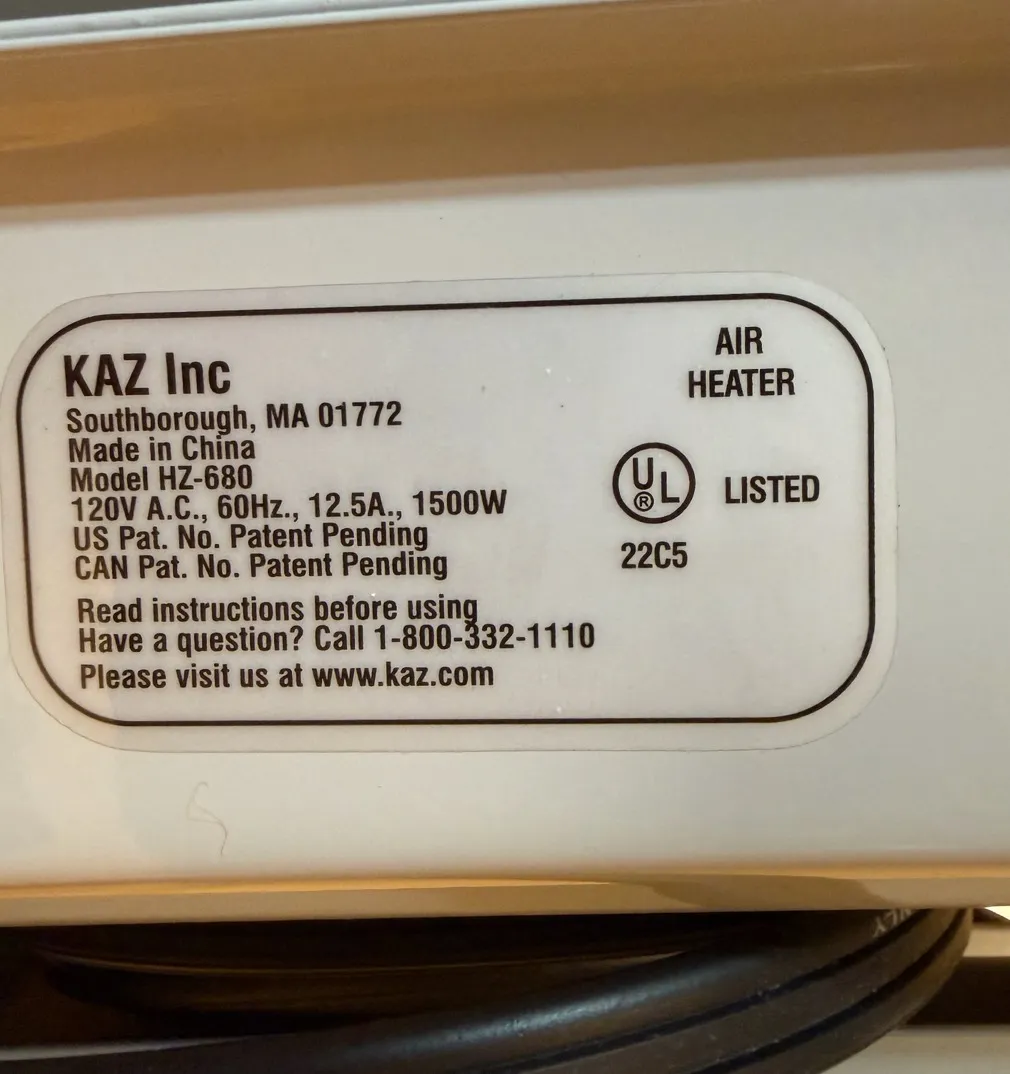 KAZ Inc
Southborough, MA 01772
Made in China
Model HZ-680
120V A.C., 60Hz., 12.5A., 1500W
US Pat. No. Patent Pending
CAN Pat. No. Patent Pending
Read instructions before using
Have a question? Call 1-800-332-1110
Please visit us at www.kaz.com
AIR
HEATER
UL® LISTED
22C5